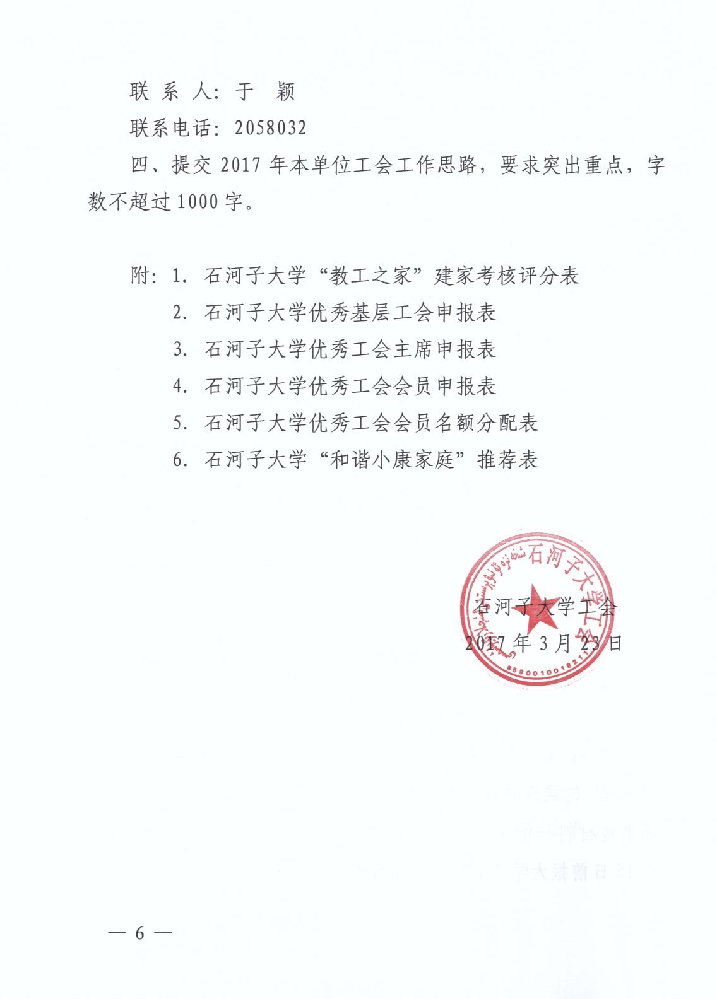 联 系 人：于 颖
联系电话：2058032
四、提交 2017 年本单位工会工作思路，要求突出重点，字
数不超过 1000 字。
附：1. 石河子大学“教工之家”建家考核评分表
2. 石河子大学优秀基层工会申报表
3. 石河子大学优秀工会主席申报表
4. 石河子大学优秀工会会员申报表
5. 石河子大学优秀工会会员名额分配表
6. 石河子大学“和谐小康家庭”推荐表
石河子大学工会
石河子大学工会
2017 年 3 月 23 日
6590010018211
— 6 —